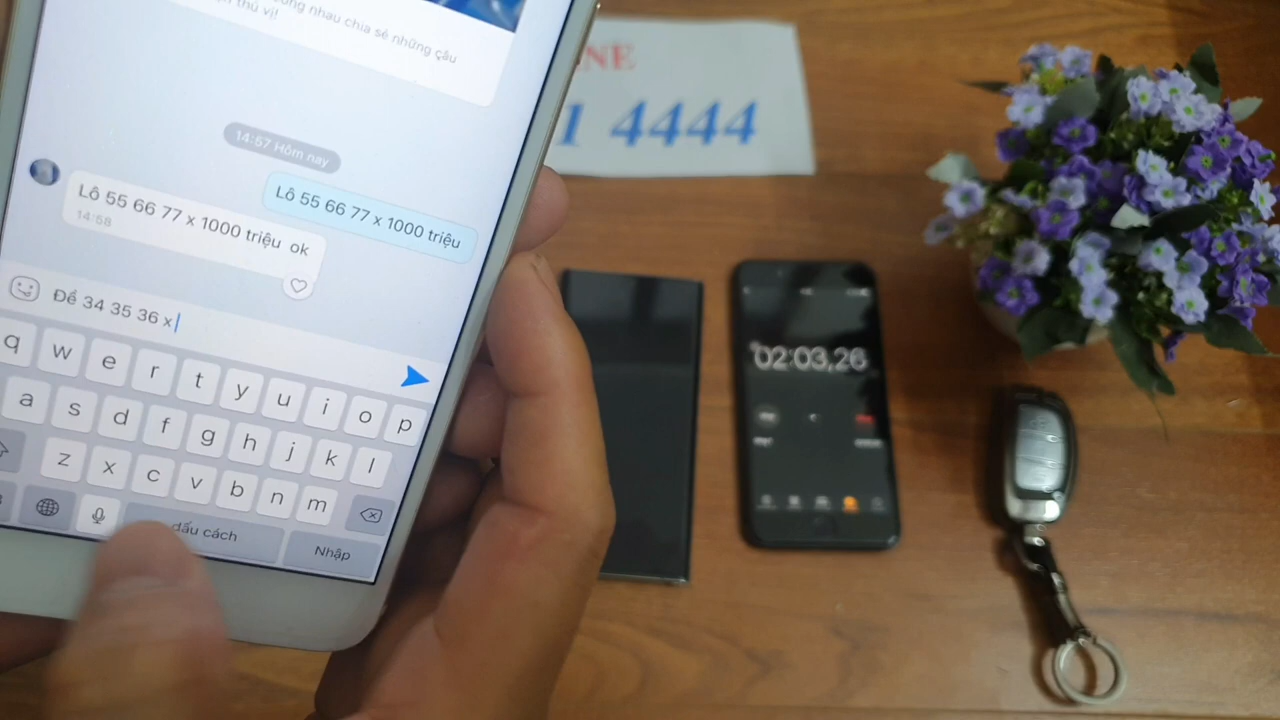 cùng nhau chia sẻ những câu
thú vị!
NE
1 4444
14:57 Hôm nay
Lô 55 66 77 x 1000 triệu
Lô 55 66 77 x 1000 triệu ok
14:58
Đề 34 35 36 x
q w e r t y u i o p
a s d f g h j k l
z x c v b n m
dấu cách
Nhập
02:03,26